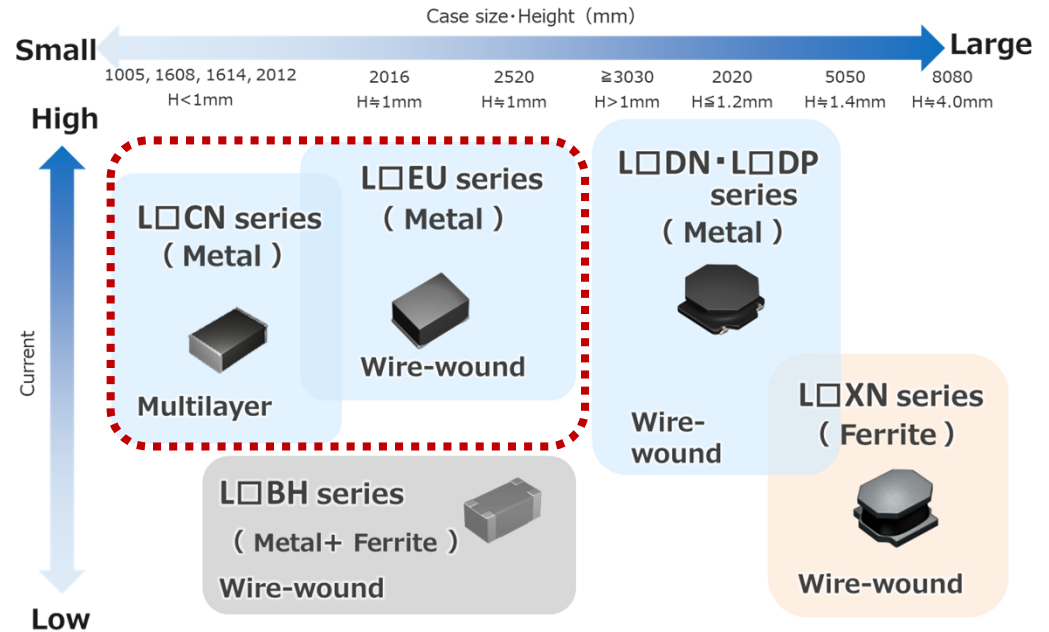 Case size・Height（mm）
Small
Large
1005, 1608, 1614, 2012
H<1mm
2016
H≒1mm
2520
H≒1mm
≧3030
H>1mm
2020
H≦1.2mm
5050
H≒1.4mm
8080
H≒4.0mm
High
Current
Low
L□CN series
（ Metal ）
Multilayer
L□EU series
（ Metal ）
Wire-wound
L□DN・L□DP
series
（ Metal ）
Wire-
wound
L□XN series
（ Ferrite ）
Wire-wound
L□BH series
（ Metal+ Ferrite ）
Wire-wound